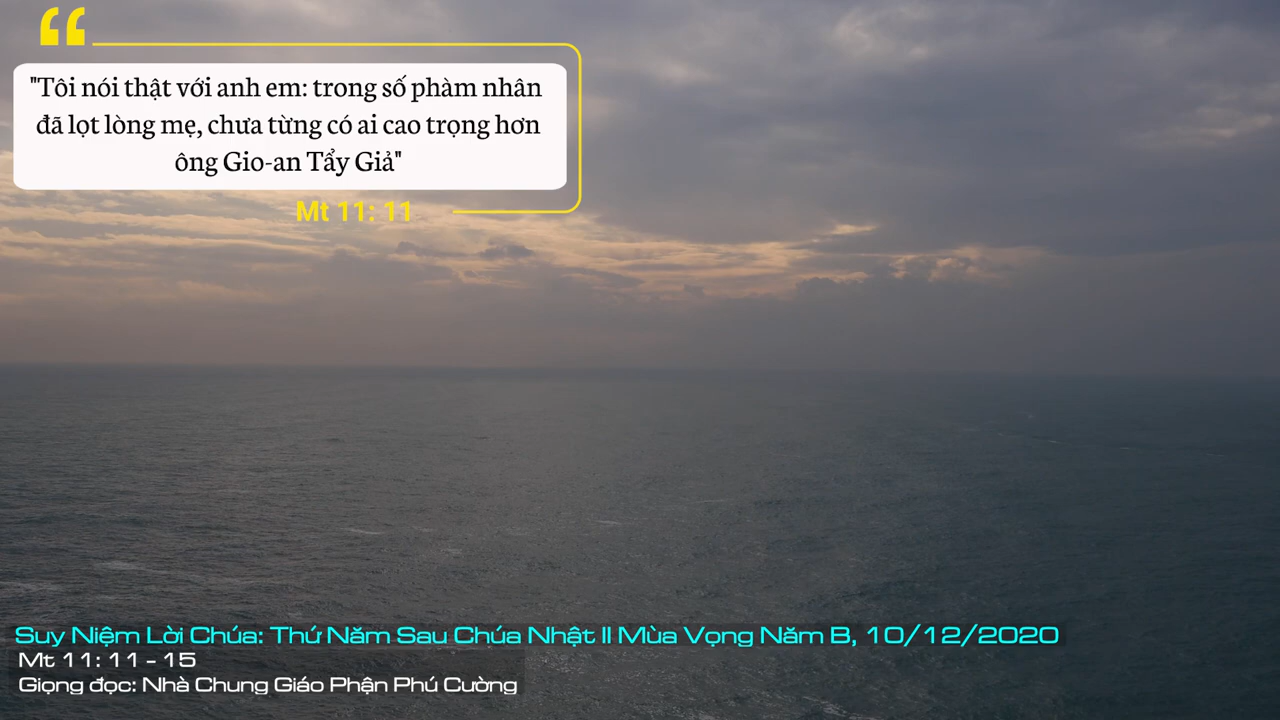 "Tôi nói thật với anh em: trong số phàm nhân
đã lọt lòng mẹ, chưa từng có ai cao trọng hơn
ông Gio-an Tẩy Giả"
Mt 11: 11
Suy Niệm Lời Chúa: Thứ Năm Sau Chúa Nhật II Mùa Vọng Năm B, 10/12/2020
Mt 11: 11 - 15
Giọng đọc: Nhà Chung Giáo Phận Phú Cường